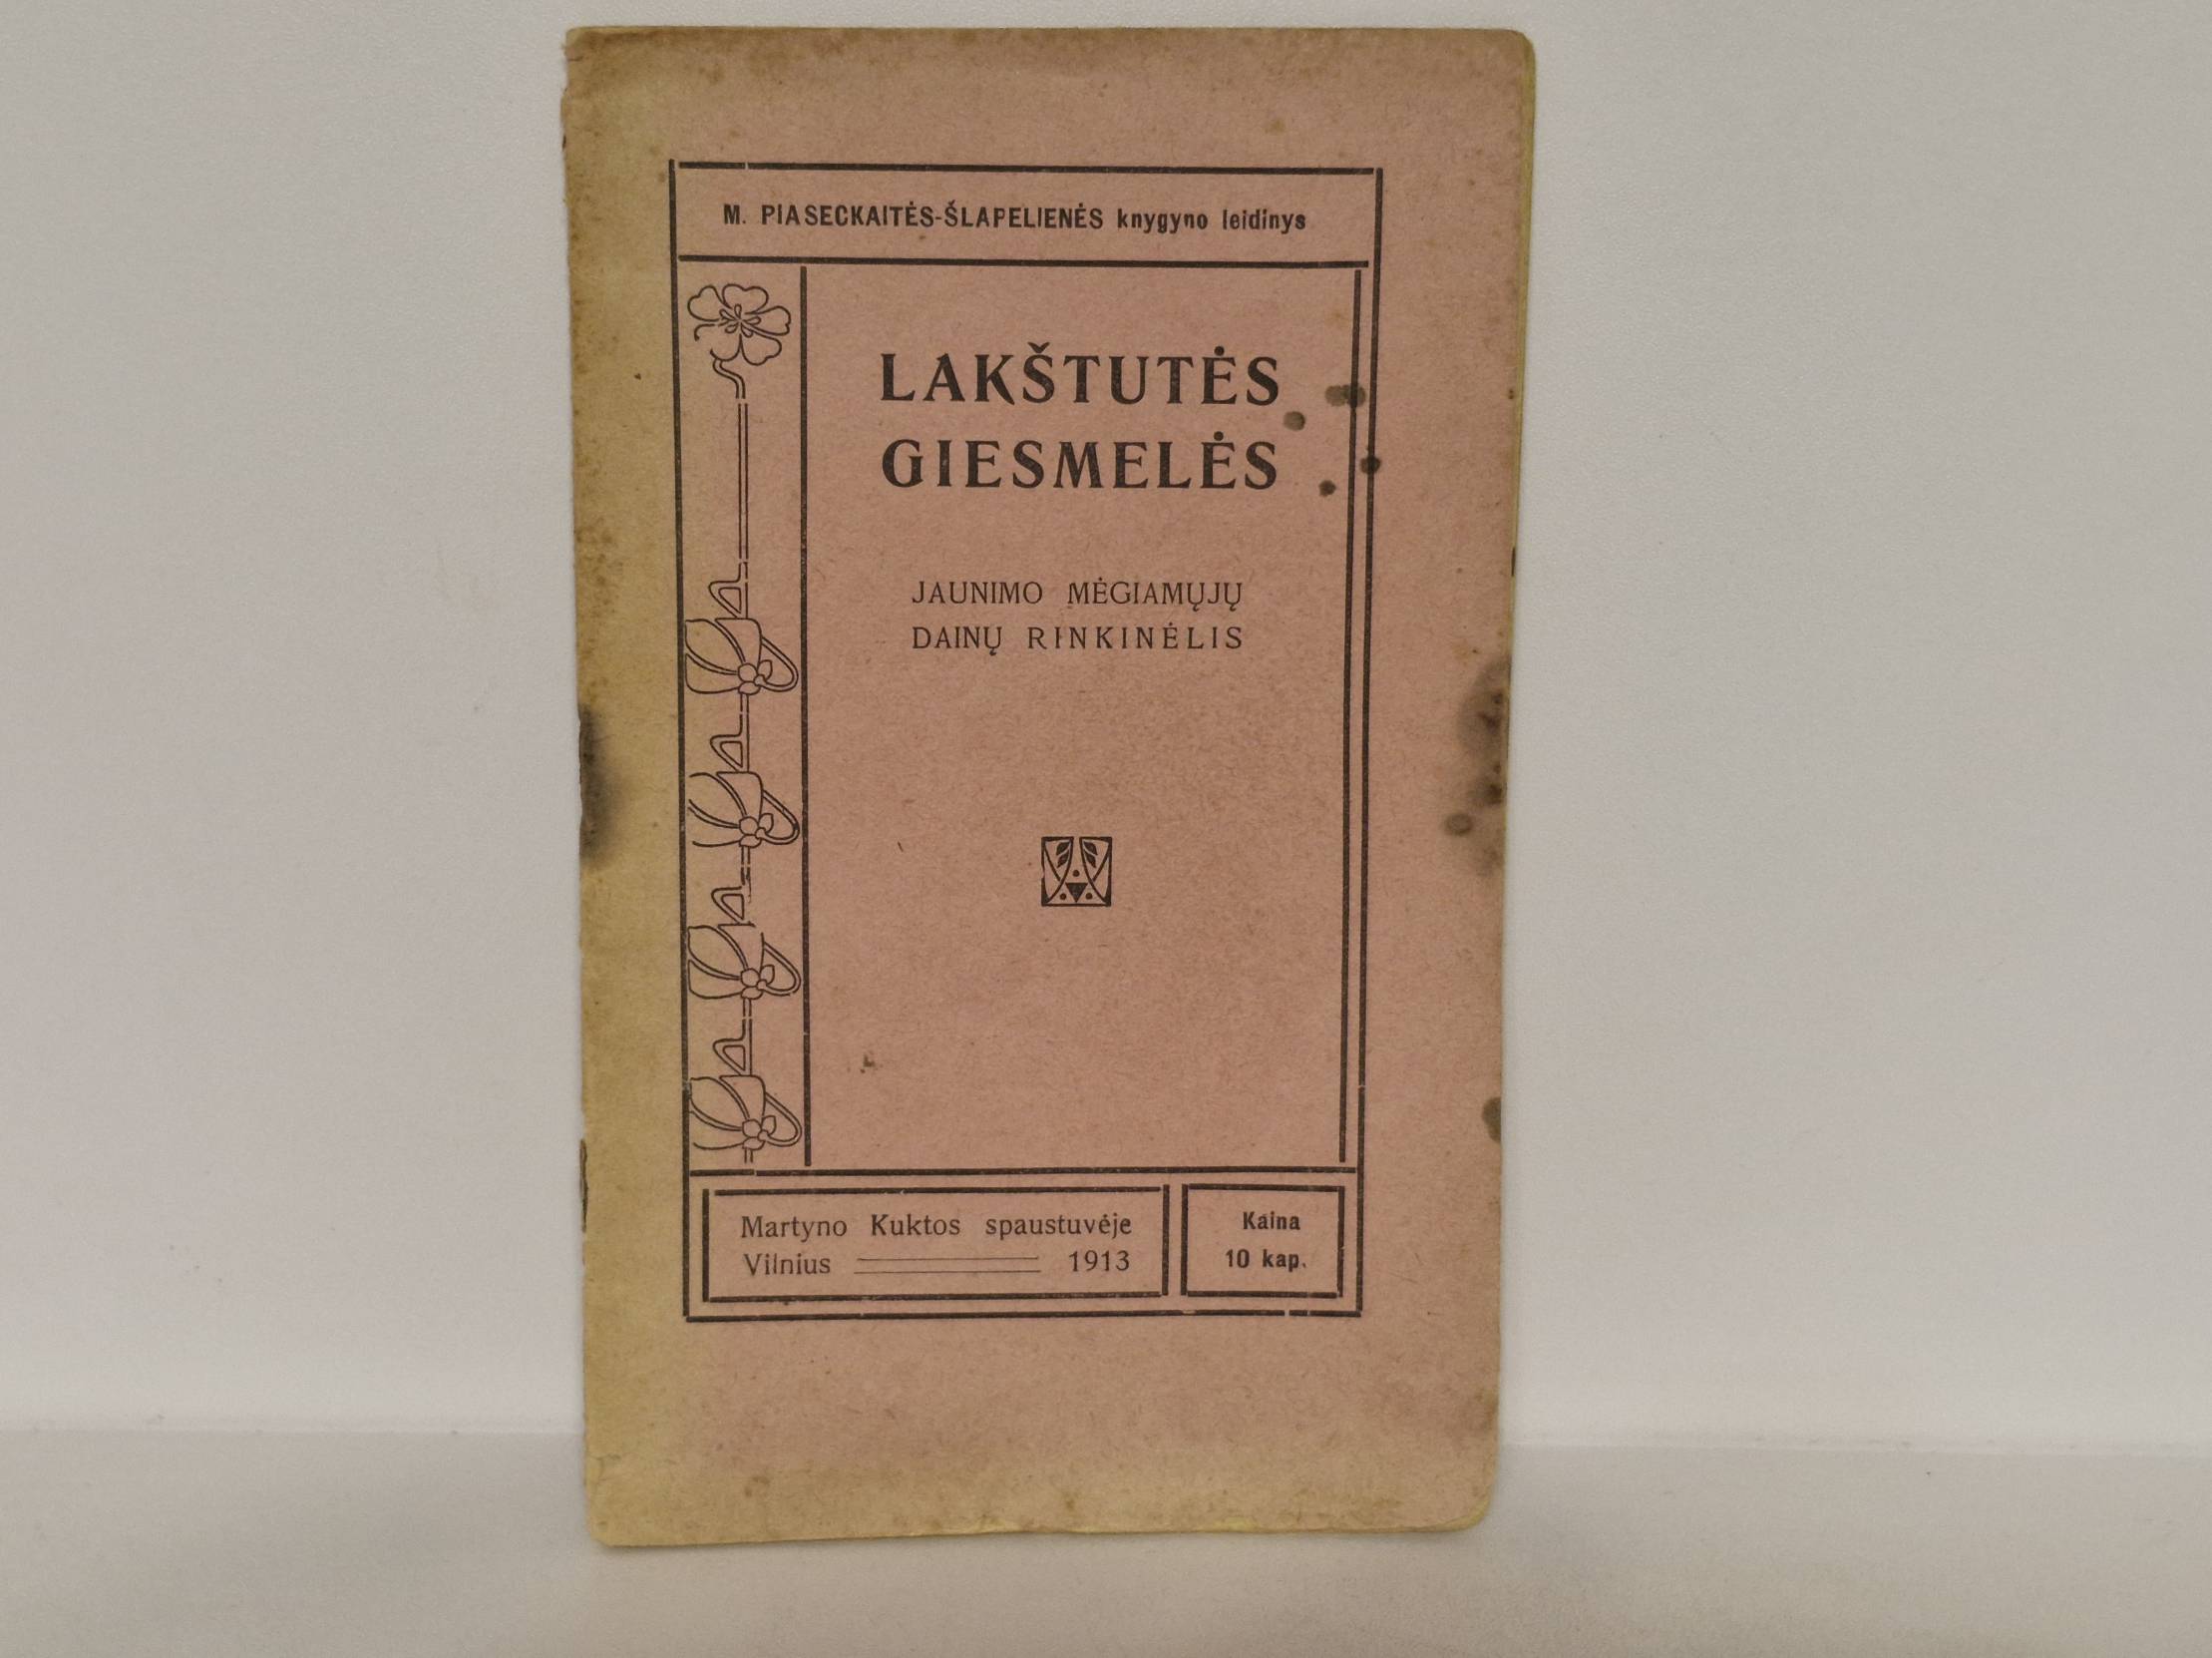 M. PIASECKAITĖS-ŠLAPELIENĖS knygyno leidinys
LAKŠTUTĖS
GIESMELĖS
JAUNIMO MĖGIAMŲJŲ
DAINŲ RINKINĖLIS
Martyno Kuktos spaustuvėje
Vilnius 1913
Kaina
10 kap.